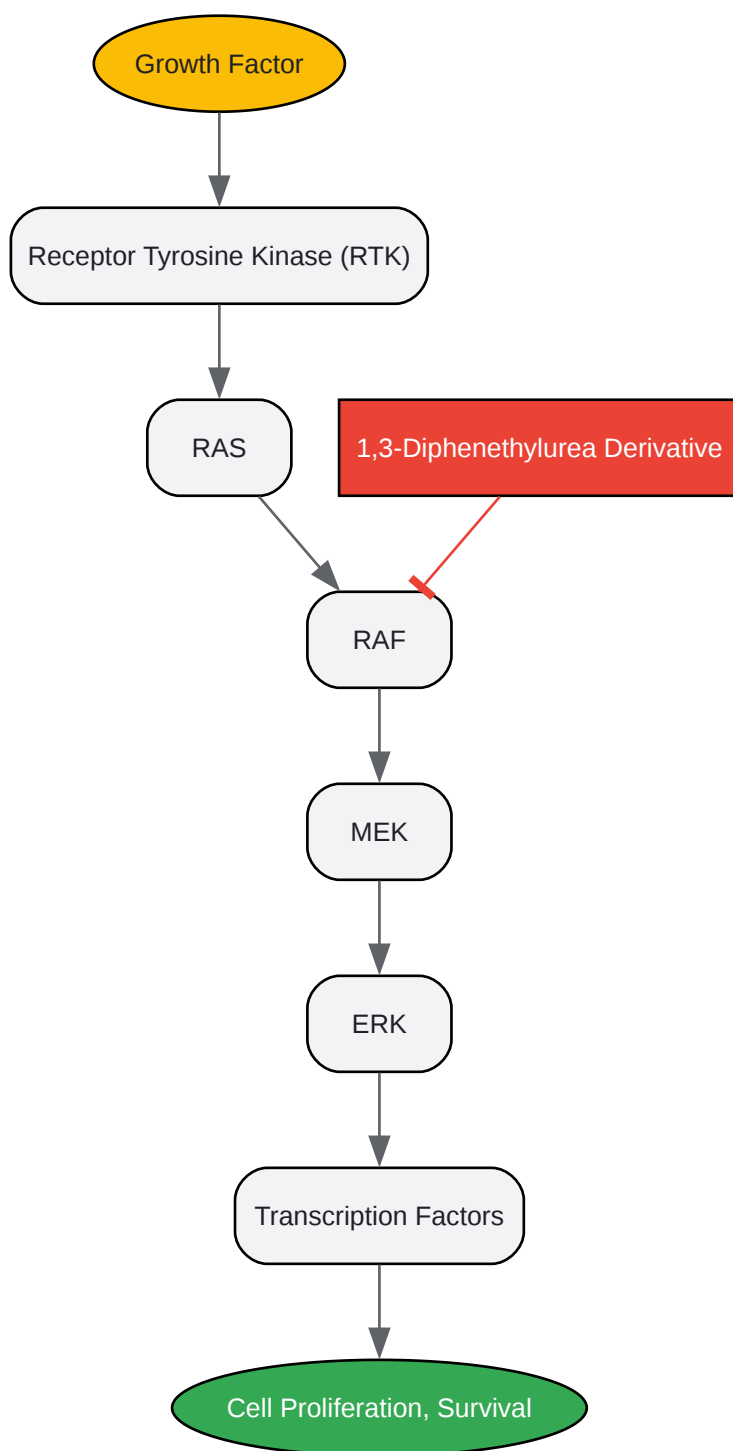 Growth Factor
Receptor Tyrosine Kinase (RTK)
RAS
1,3-Diphenethylurea Derivative
RAF
MEK
ERK
Transcription Factors
Cell Proliferation, Survival